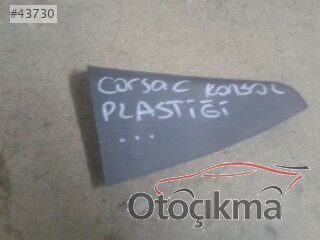 #43730
corsa c konsol
PLASTİĞİ
...
Otoçıkma